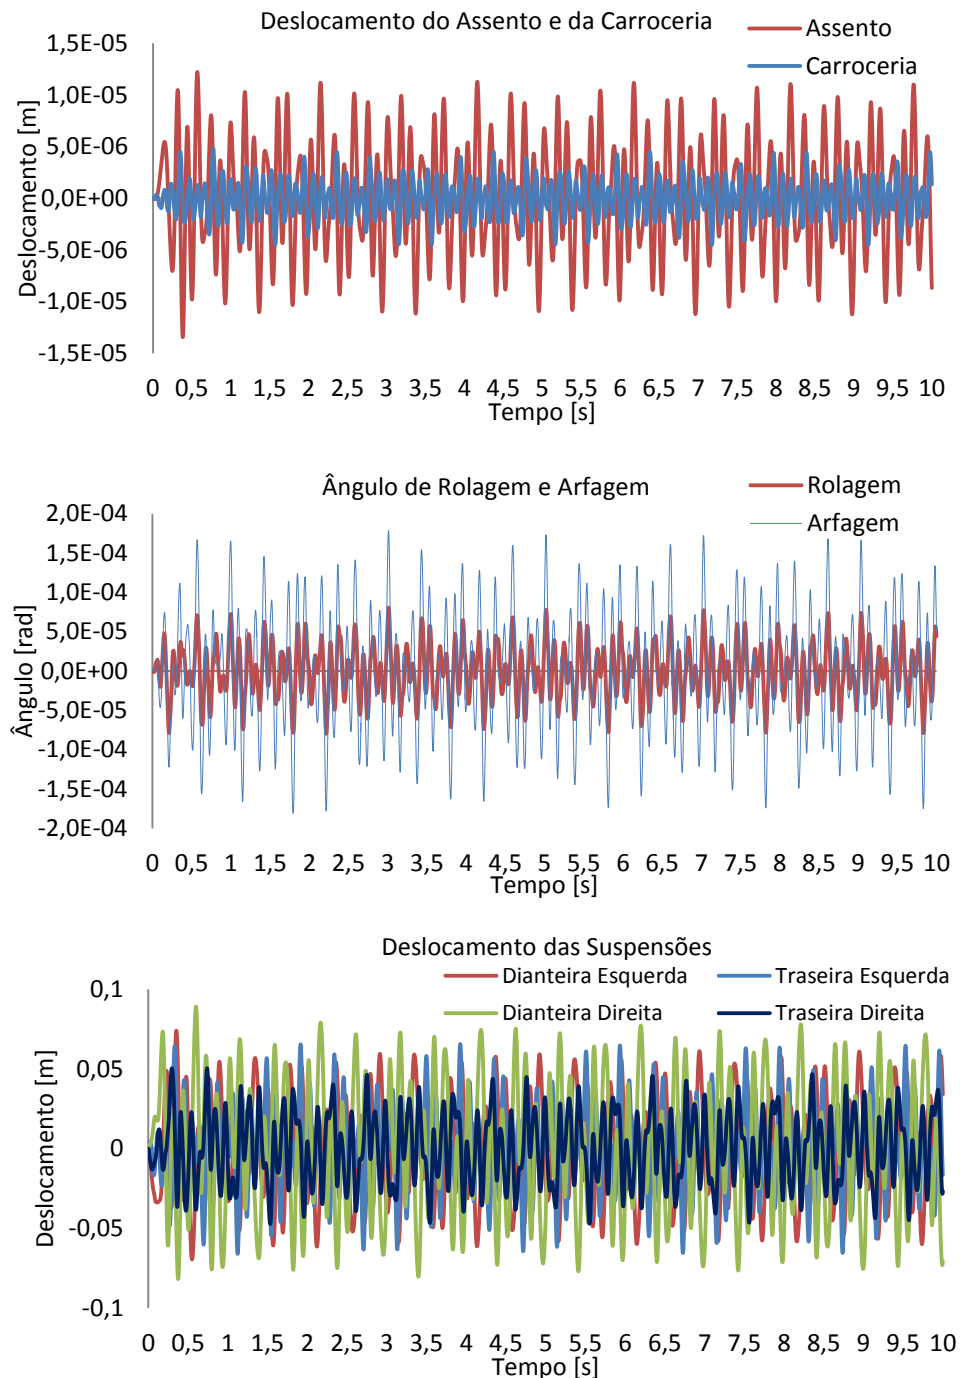 Deslocamento do Assento e da Carroceria
Assento
Carroceria
Deslocamento [m]
1,5E-05
1,0E-05
5,0E-06
0,0E+00
-5,0E-06
-1,0E-05
-1,5E-05
0 0,5 1 1,5 2 2,5 3 3,5 4 4,5 5 5,5 6 6,5 7 7,5 8 8,5 9 9,5 10
Tempo [s]
Ângulo de Rolagem e Arfagem
Rolagem
Arfagem
Ângulo [rad]
2,0E-04
1,5E-04
1,0E-04
5,0E-05
0,0E+00
-5,0E-05
-1,0E-04
-1,5E-04
-2,0E-04
0 0,5 1 1,5 2 2,5 3 3,5 4 4,5 5 5,5 6 6,5 7 7,5 8 8,5 9 9,5 10
Tempo [s]
Deslocamento das Suspensões
Dianteira Esquerda Traseira Esquerda
Dianteira Direita Traseira Direita
Deslocamento [m]
0,1
0,05
0
-0,05
-0,1
0 0,5 1 1,5 2 2,5 3 3,5 4 4,5 5 5,5 6 6,5 7 7,5 8 8,5 9 9,5 10
Tempo [s]